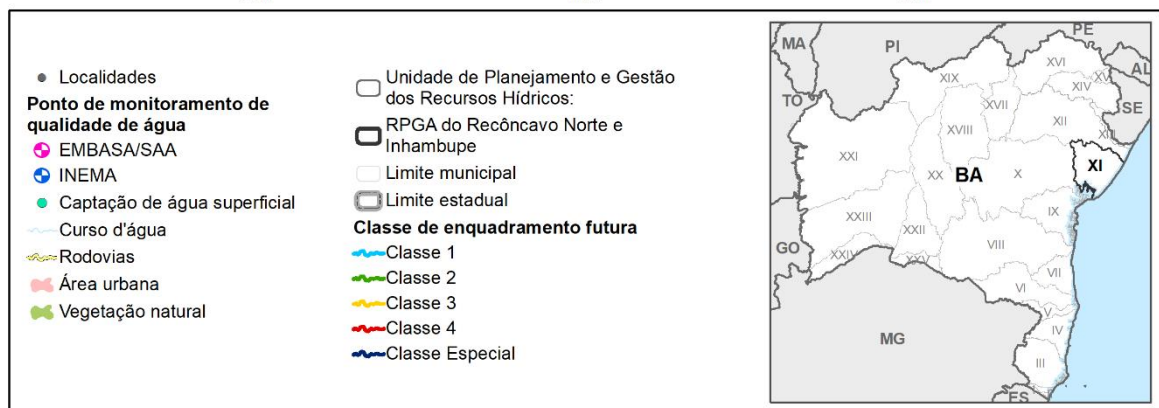 Localidades
Ponto de monitoramento de
qualidade de água
EMBASA/SAA
INEMA
Captação de água superficial
Curso d'água
Rodovias
Área urbana
Vegetação natural
Unidade de Planejamento e Gestão
dos Recursos Hídricos:
RPGA do Recôncavo Norte e
Inhambupe
Limite municipal
Limite estadual
Classe de enquadramento futura
Classe 1
Classe 2
Classe 3
Classe 4
Classe Especial
MA
PI
PE
AL
TO
SE
GO
MG
ES
BA
XIX
XVI
XV
XIV
XVII
XII
XIII
XVIII
XI
XXI
XX
X
IX
XXIII
XXII
VIII
XXIV
XXV
VII
VI
V
IV
III